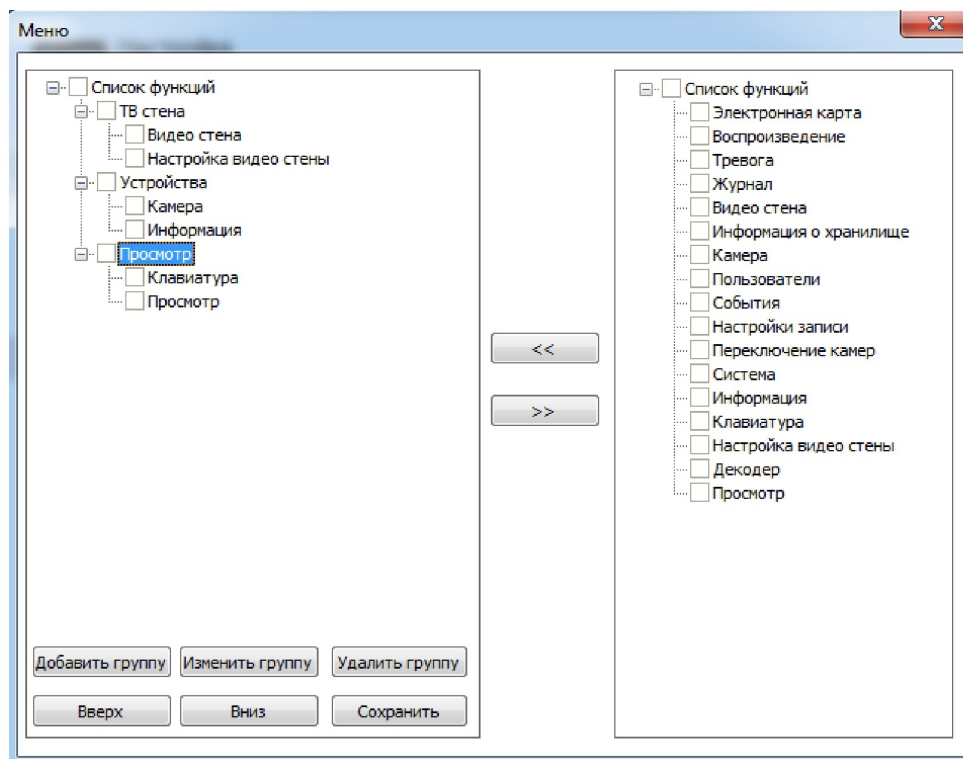 Меню
Список функций
ТВ стена
Видео стена
Настройка видео стены
Устройства
Камера
Информация
Просмотр
Клавиатура
Просмотр
<<
>>
Добавить группу
Изменить группу
Удалить группу
Вверх
Вниз
Сохранить
Список функций
Электронная карта
Воспроизведение
Тревога
Журнал
Видео стена
Информация о хранилище
Камера
Пользователи
События
Настройки записи
Переключение камер
Система
Информация
Клавиатура
Настройка видео стены
Декодер
Просмотр